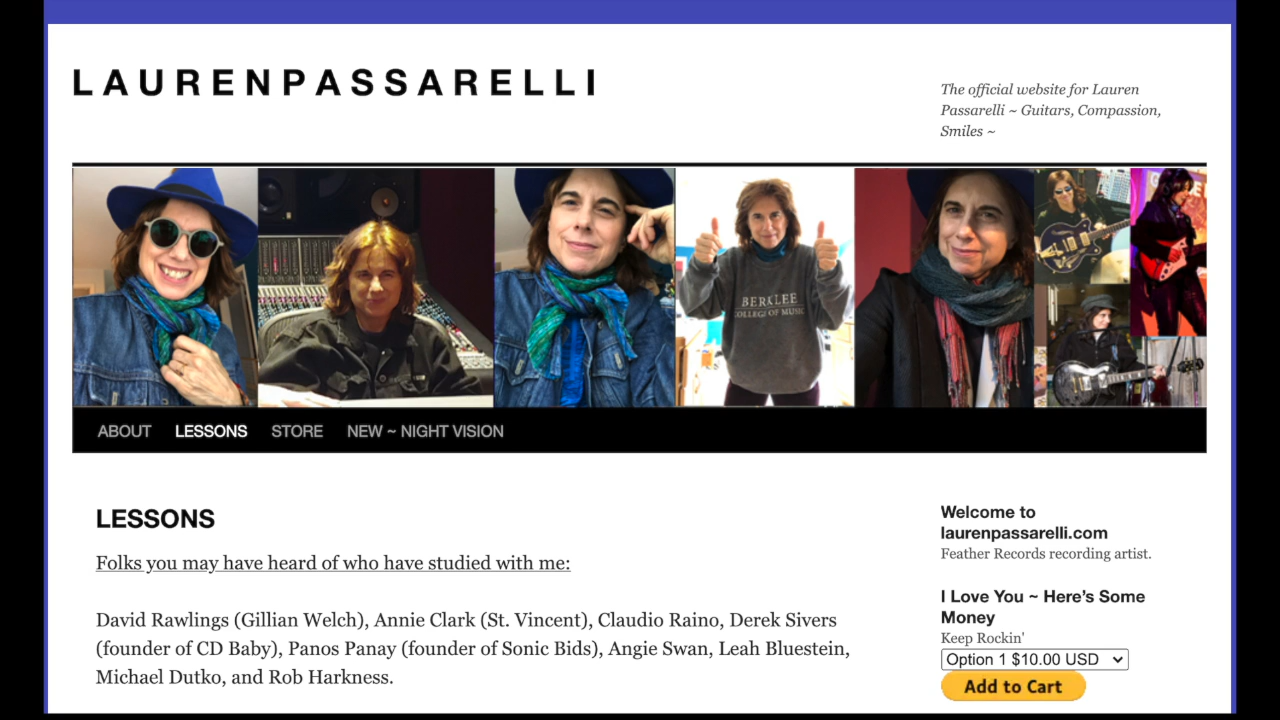 LAURENPASSARELLI
The official website for Lauren
Passarelli ~ Guitars, Compassion,
Smiles ~
BERKLEE
COLLEGE OF MUSIC
ABOUT LESSONS STORE NEW ~ NIGHT VISION
LESSONS
Folks you may have heard of who have studied with me:
David Rawlings (Gillian Welch), Annie Clark (St. Vincent), Claudio Raino, Derek Sivers
(founder of CD Baby), Panos Panay (founder of Sonic Bids), Angie Swan, Leah Bluestein,
Michael Dutko, and Rob Harkness.
Welcome to
laurenpassarelli.com
Feather Records recording artist.
I Love You ~ Here's Some
Money
Keep Rockin'
Option 1 $10.00 USD
Add to Cart